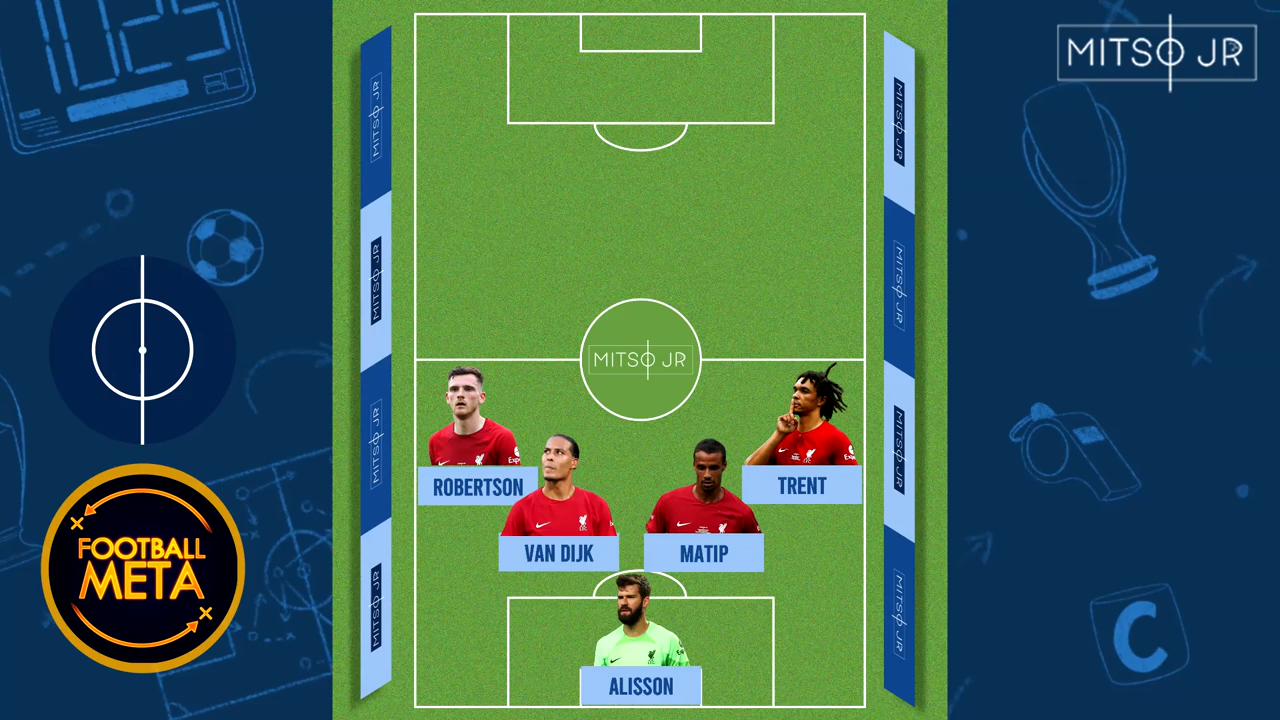 MITSO JR
MITSO JR
MITSO JR
MITSO JR
MITSO JR
MITSO JR
MITSO JR
MITSO JR
MITSO JR
MITSO JR
ROBERTSON
TRENT
VAN DIJK
MATIP
ALISSON
FOOTBALL
META
C